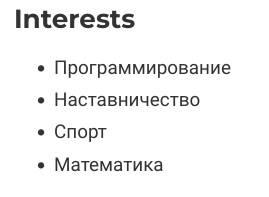 Interests
Программирование
Наставничество
Спорт
Математика